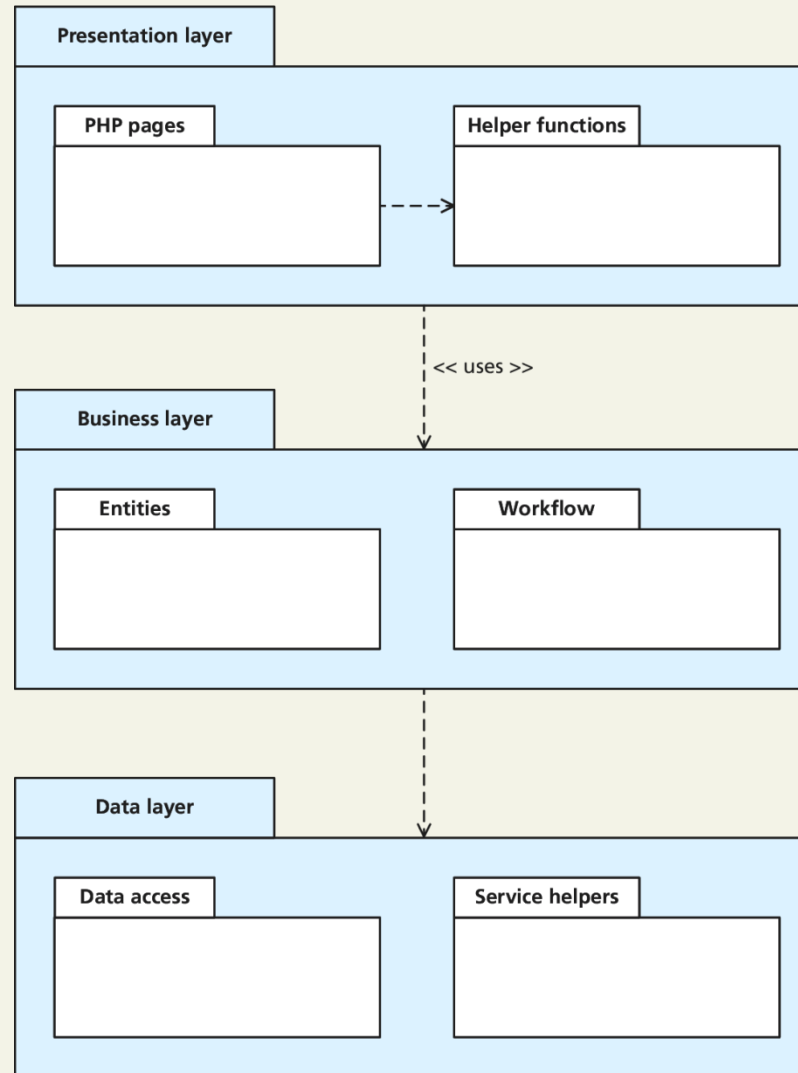 Presentation layer
PHP pages
Helper functions
<< uses >>
Business layer
Entities
Workflow
Data layer
Data access
Service helpers